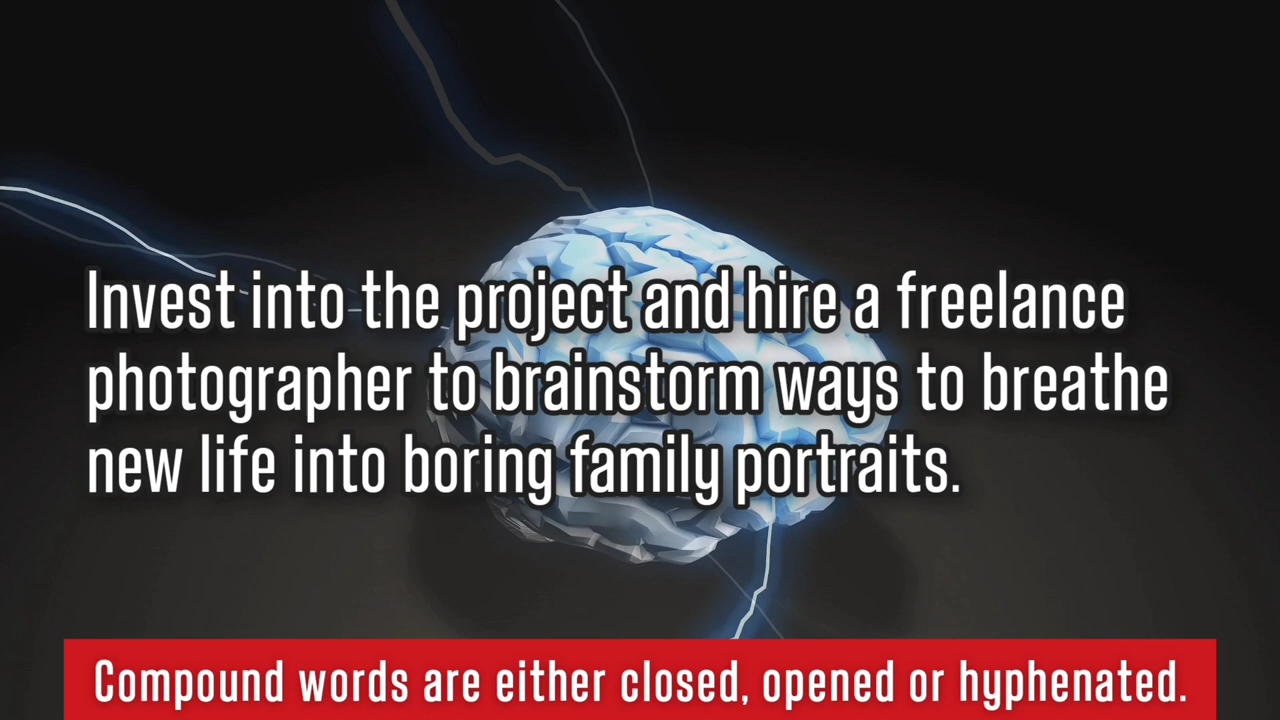 Invest into the project and hire a freelance
photographer to brainstorm ways to breathe
new life into boring family portraits.
Compound words are either closed, opened or hyphenated.